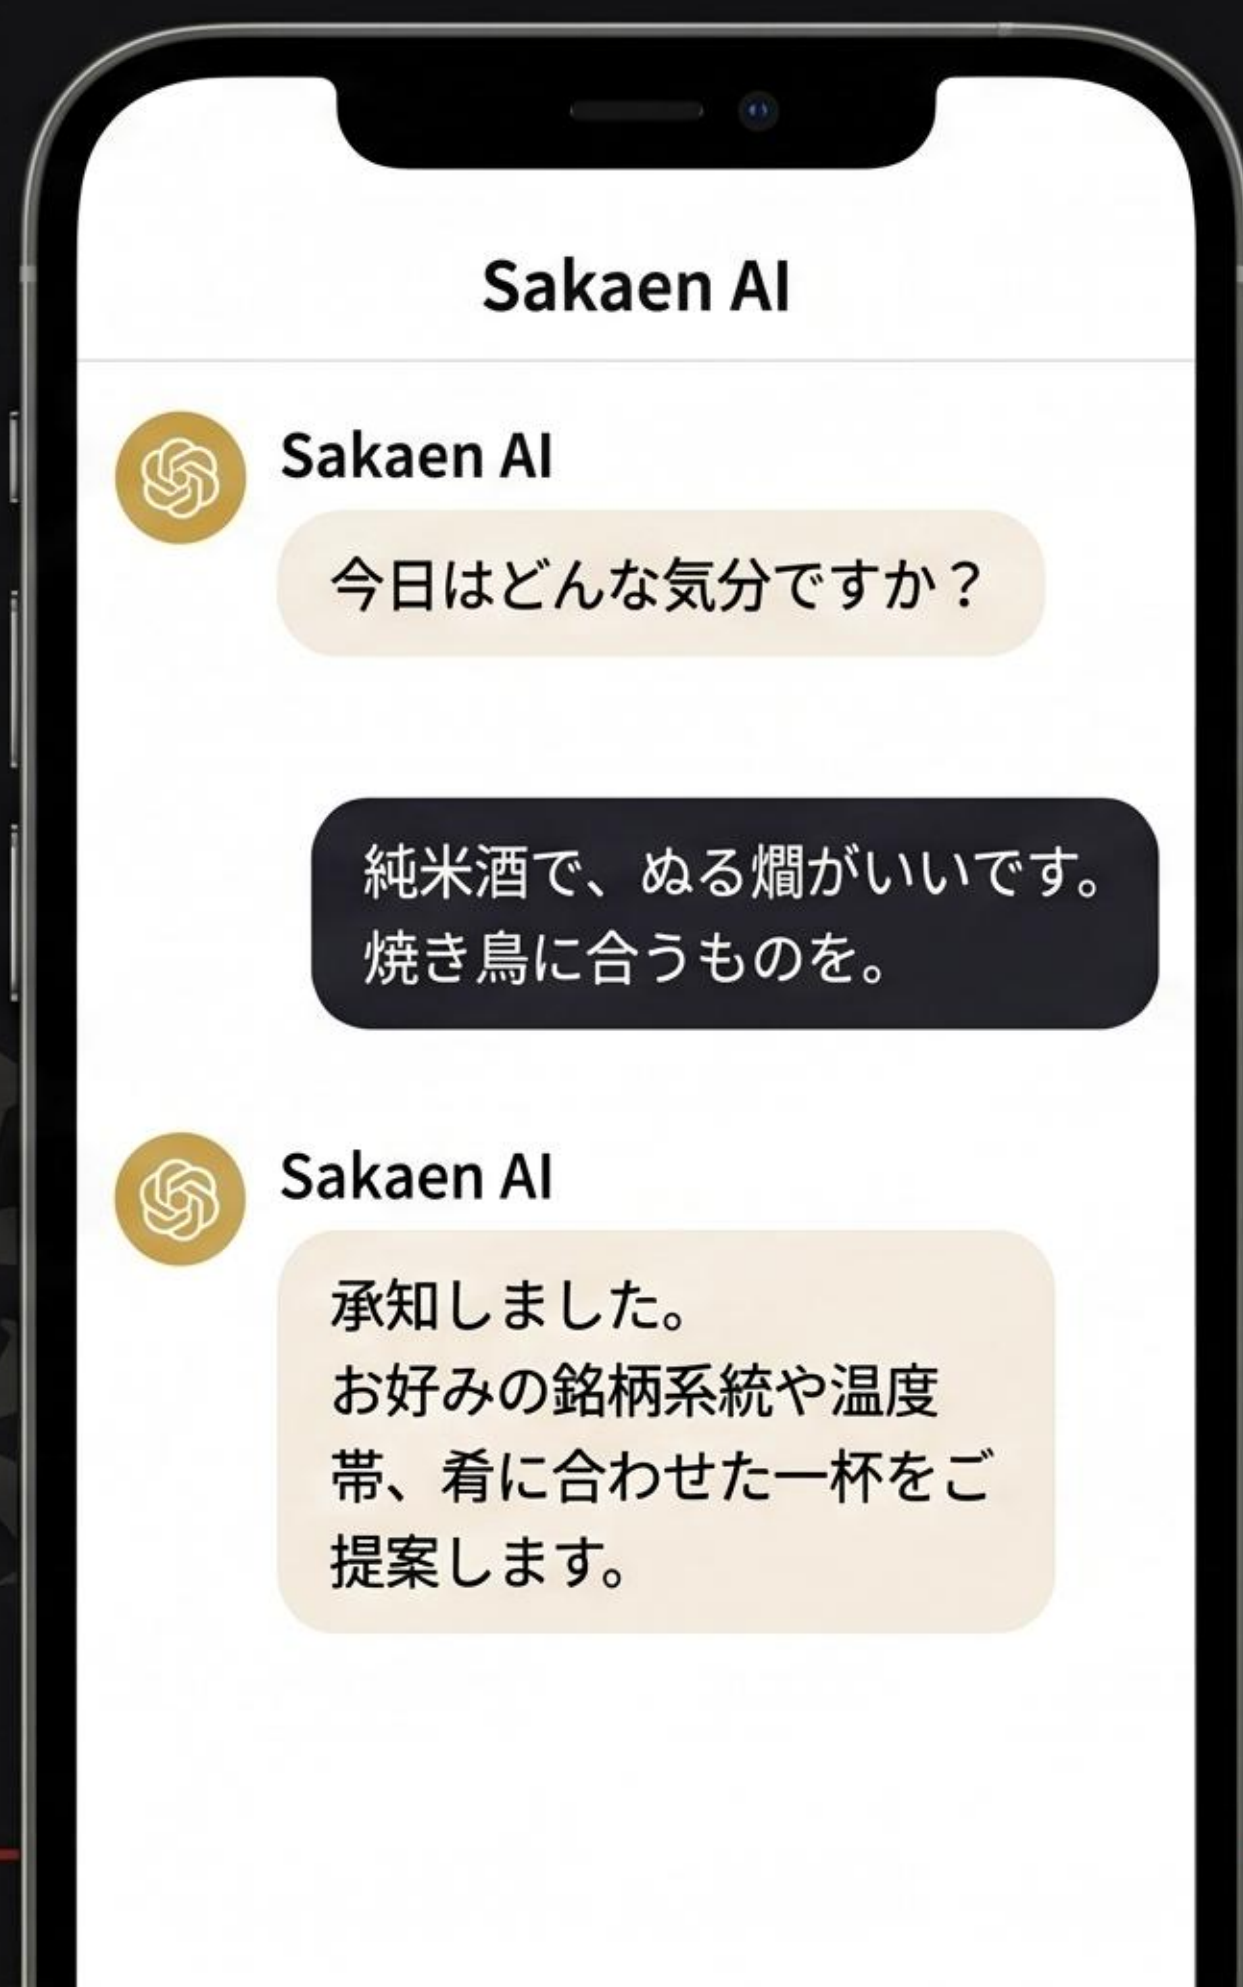 Sakaen AI
Sakaen AI
今日はどんな気分ですか？
純米酒で、ぬる燗がいいです。
焼き鳥に合うものを。
Sakaen AI
承知しました。
お好みの銘柄系統や温度
帯、肴に合わせた一杯をご
提案します。